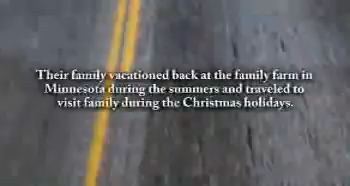 Their family vacationed back at the family farm in
Minnesota during the summers and traveled to
visit family during the Christmas holidays.